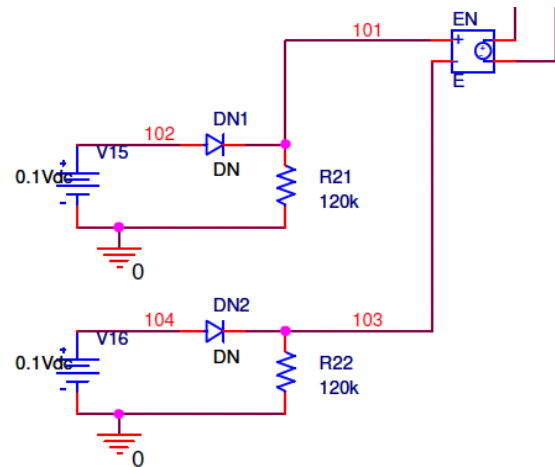 EN
101
+
-
E
DN1
102
V15
DN
0.1Vdc
R21
120k
0
DN2
104
103
V16
DN
0.1Vdc
R22
120k
0